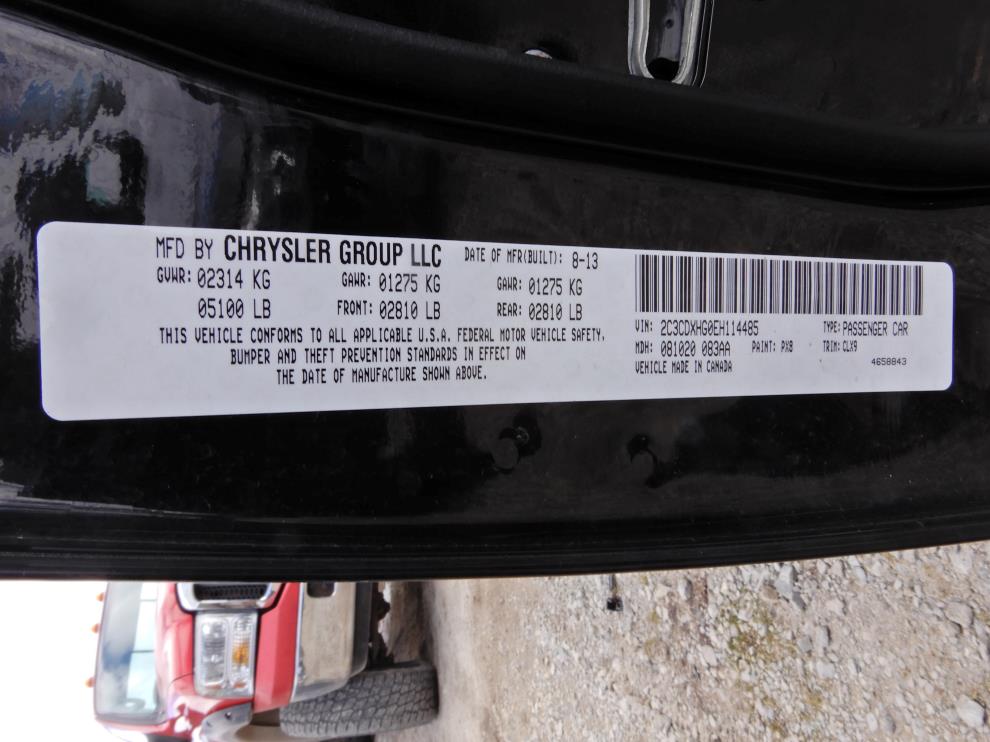 MFD BY CHRYSLER GROUP LLC DATE OF MFR(BUILT): 8-13
GVWR: 02314 KG GAWR: 01275 KG GAWR: 01275 KG
05100 LB FRONT: 02810 LB REAR: 02810 LB
THIS VEHICLE CONFORMS TO ALL APPLICABLE U.S.A. FEDERAL MOTOR VEHICLE SAFETY,
BUMPER AND THEFT PREVENTION STANDARDS IN EFFECT ON
THE DATE OF MANUFACTURE SHOWN ABOVE.
VIN: 2C3CDXHG0EH114485 TYPE: PASSENGER CAR
MDH: 081020 083AA PAINT: PX8 TRIM: CLX9
VEHICLE MADE IN CANADA 4658843